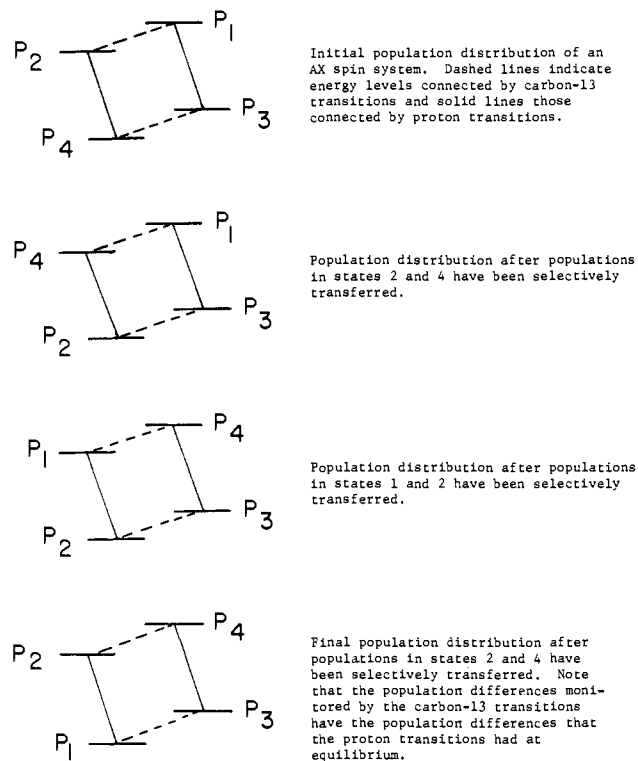 P1
P2
P4
P3
Initial population distribution of an
AX spin system. Dashed lines indicate
energy levels connected by carbon-13
transitions and solid lines those
connected by proton transitions.
P4
P1
P2
P3
Population distribution after populations
in states 2 and 4 have been selectively
transferred.
P1
P4
P2
P3
Population distribution after populations
in states 1 and 2 have been selectively
transferred.
P2
P4
P1
P3
Final population distribution after
populations in states 2 and 4 have
been selectively transferred. Note
that the population differences moni-
tored by the carbon-13 transitions
have the population differences that
the proton transitions had at
equilibrium.